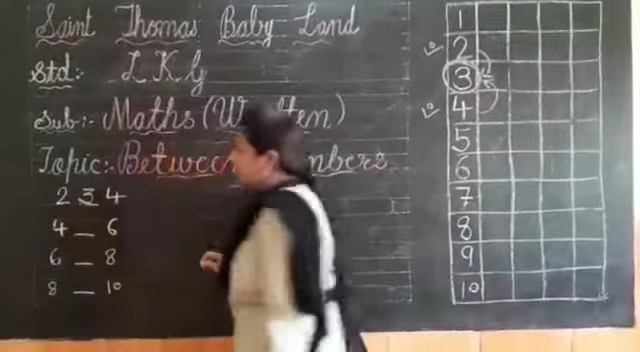 Saint Thomas Baby Land
Std:- LKG
Sub:- Maths (Written)
Topic:- Between Numbers
2 3 4
4 _ 6
6 _ 8
8 _ 10
1
2
3
4
5
6
7
8
9
10